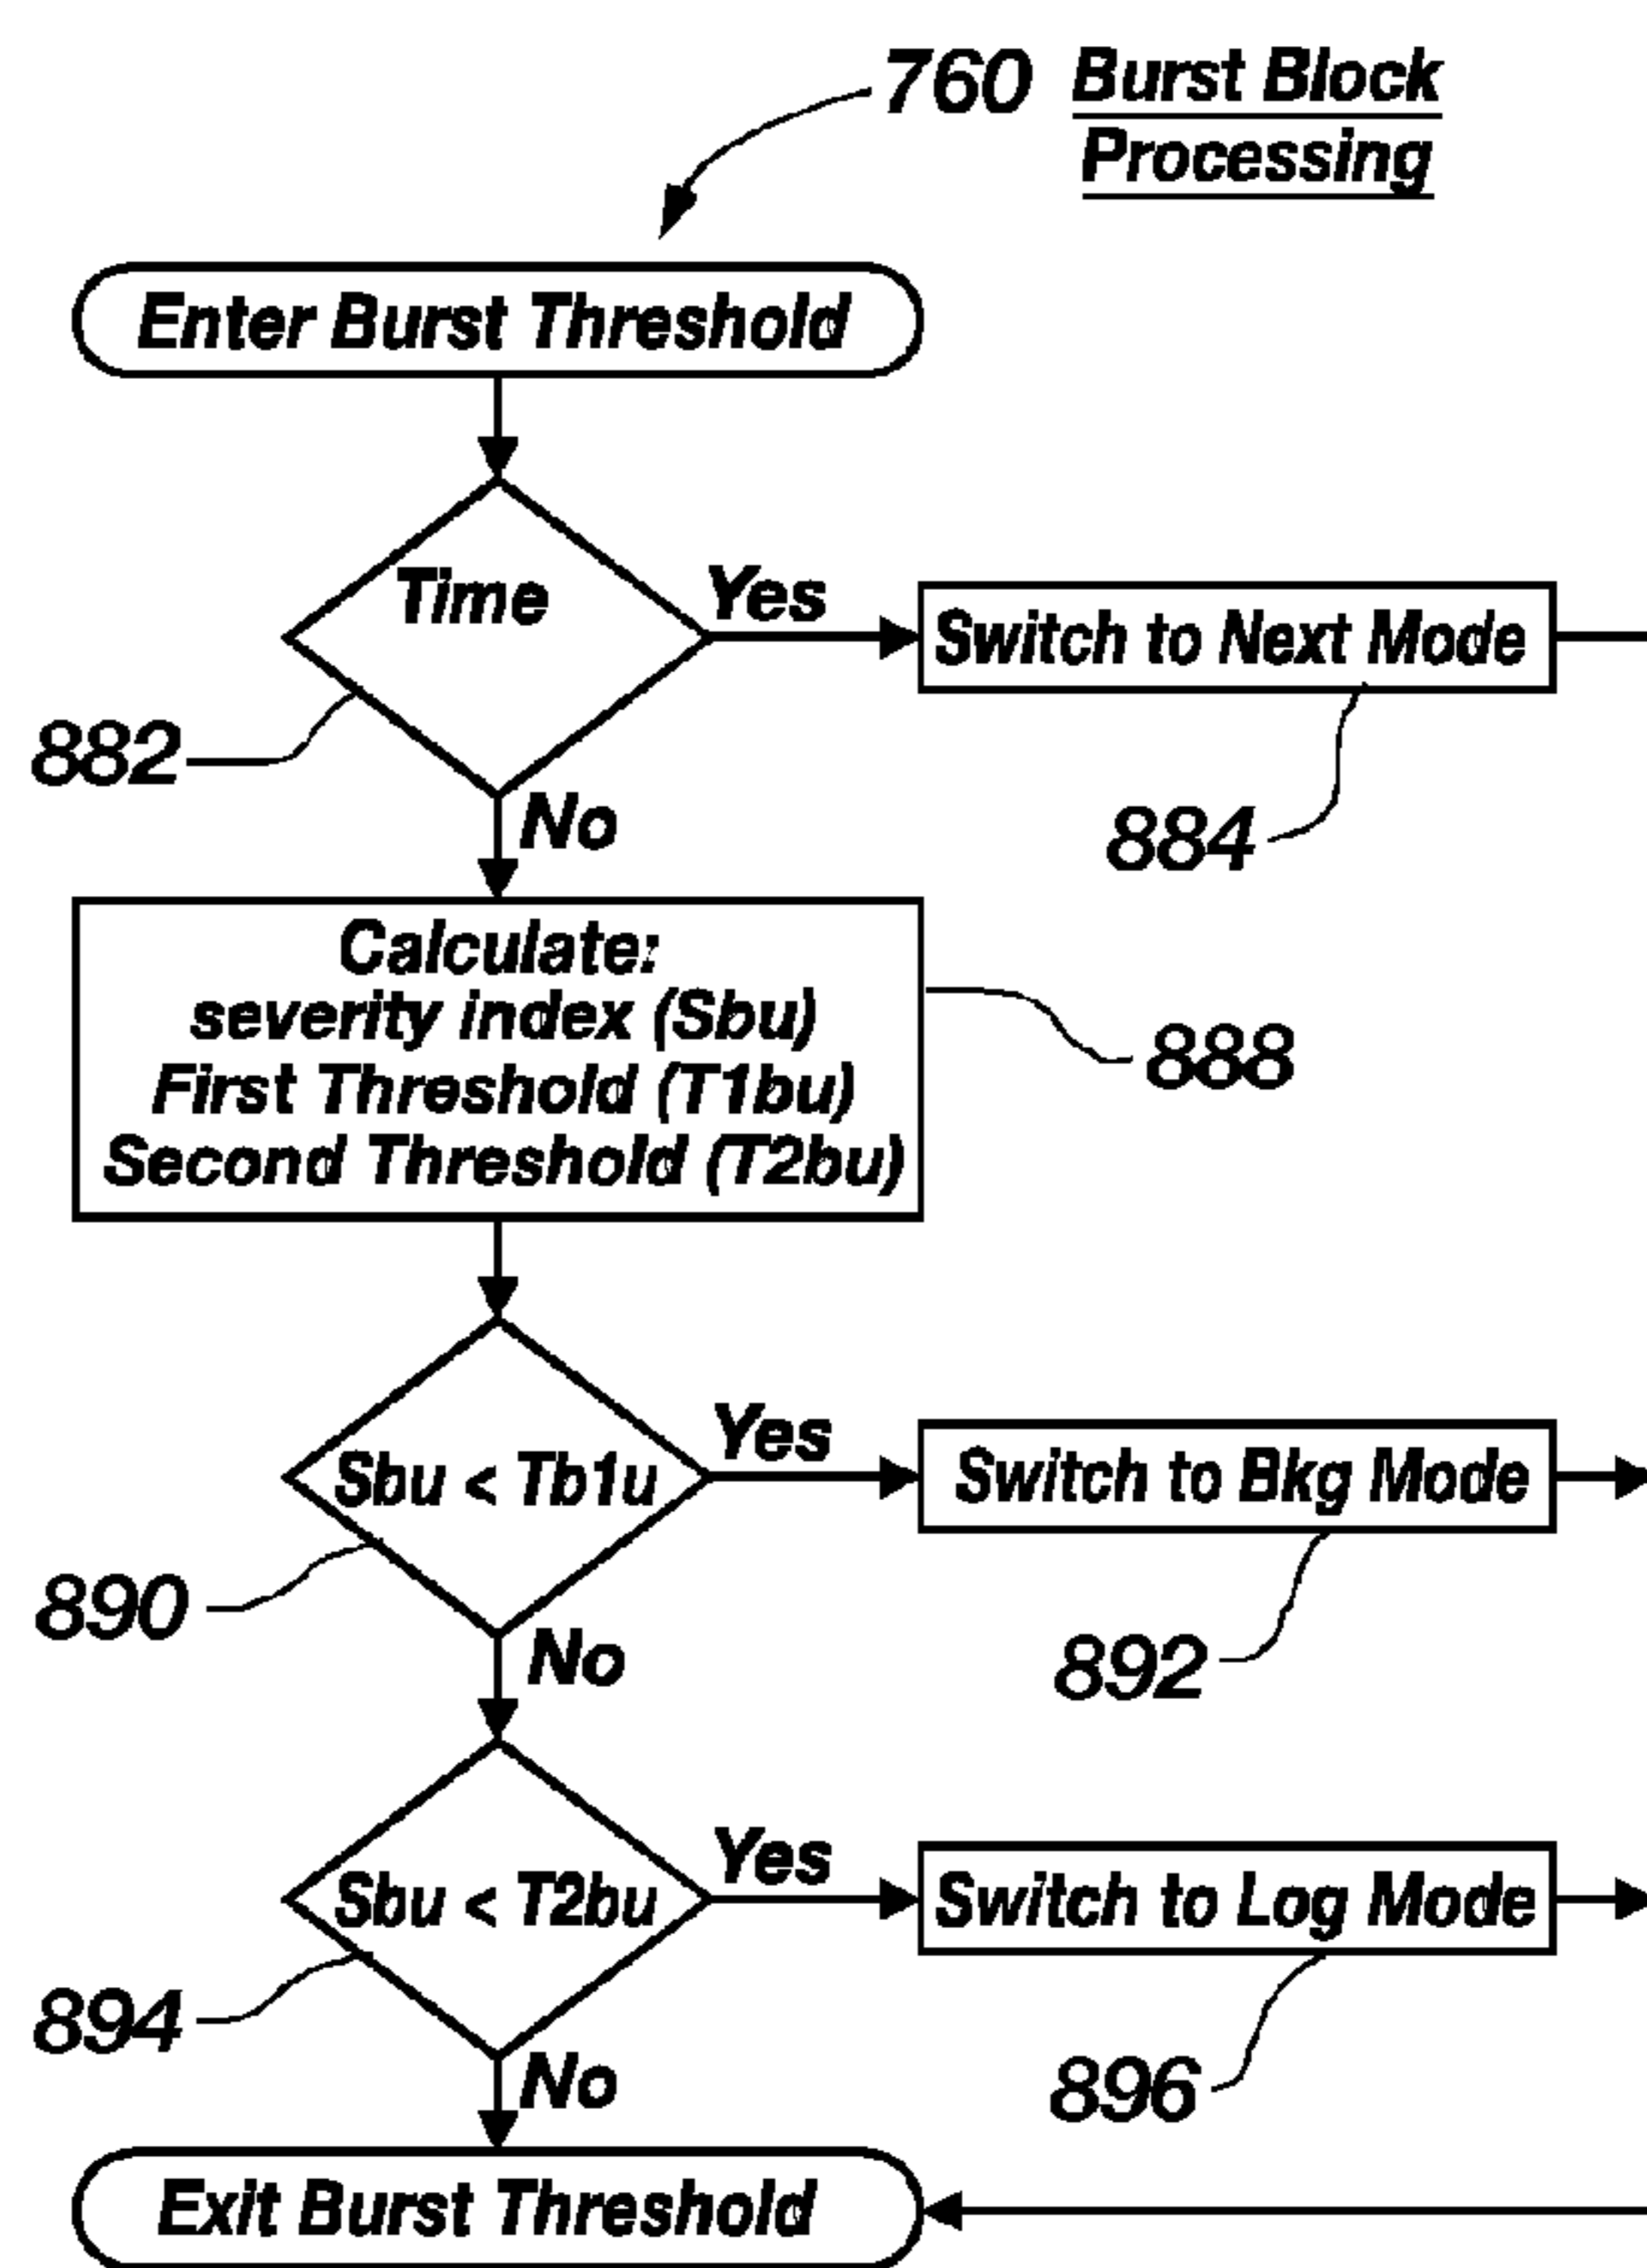 760 Burst Block
Processing
Enter Burst Threshold
Time
Yes
Switch to Next Mode
882
884
No
Calculate:
severity index (Sbu)
First Threshold (T1bu)
Second Threshold (T2bu)
888
Sbu < Tb1u
Yes
Switch to Bkg Mode
890
892
No
Sbu < T2bu
Yes
Switch to Log Mode
894
896
No
Exit Burst Threshold